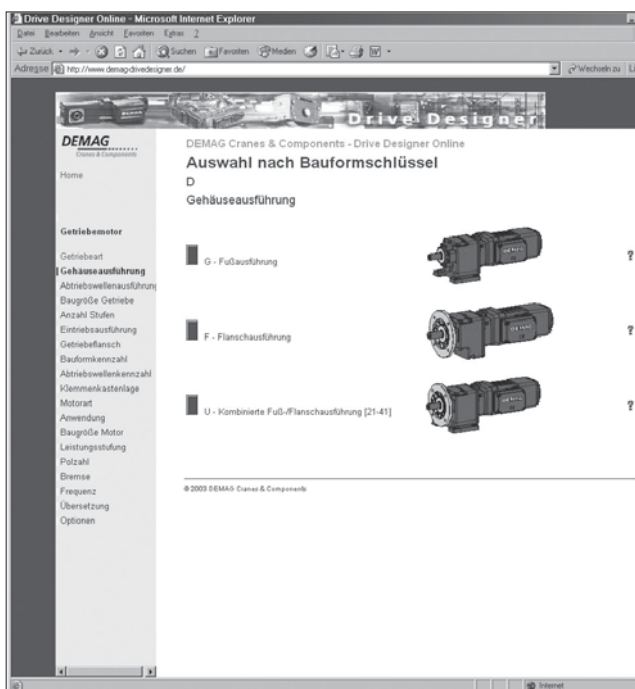 Drive Designer Online - Microsoft Internet Explorer
Datei Bearbeiten Ansicht Favoriten Extras ?
Zurück Suchen Favoriten Medien
Adresse http://www.demag-drivedesigner.de/ Wechseln zu
Drive Designer
DEMAG
Cranes & Components
Home
Getriebemotor
Getriebeart
Gehäuseausführung
Abtriebswellenausführung
Baugröße Getriebe
Anzahl Stufen
Eintriebsausführung
Getriebeflansch
Bauformkennzahl
Abtriebswellenkennzahl
Klemmenkastenlage
Motorart
Anwendung
Baugröße Motor
Leistungsstufung
Polzahl
Bremse
Frequenz
Übersetzung
Optionen
DEMAG Cranes & Components - Drive Designer Online
Auswahl nach Bauformschlüssel
D
Gehäuseausführung
G - Fußausführung ?
F - Flanschausführung ?
U - Kombinierte Fuß-/Flanschausführung [21-41] ?
© 2003 DEMAG Cranes & Components
Internet